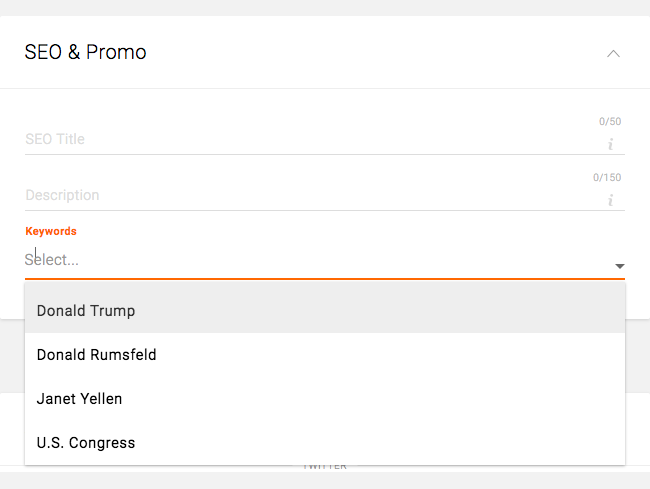 SEO & Promo
0/50
SEO Title
i
0/150
Description
i
Keywords
Select...
Donald Trump
Donald Rumsfeld
Janet Yellen
U.S. Congress
TWITTER